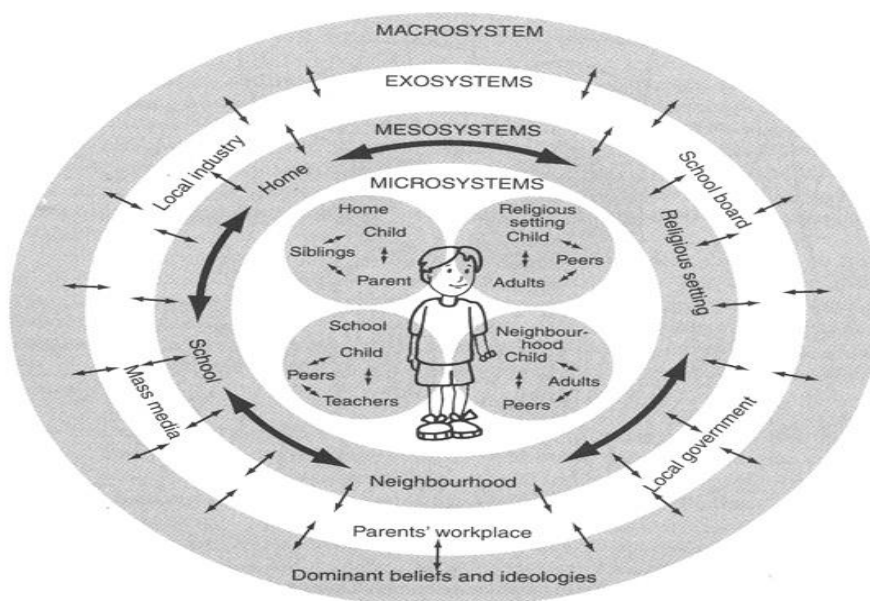 MACROSYSTEM
EXOSYSTEMS
MESOSYSTEMS
MICROSYSTEMS
Local industry
Home
School board
Religious setting
Home
Child
Siblings
Parent
Religious
setting
Child
Peers
Adults
School
Child
Peers
Teachers
Neighbour-
hood
Child
Adults
Peers
School
Mass media
Local government
Neighbourhood
Parents' workplace
Dominant beliefs and ideologies